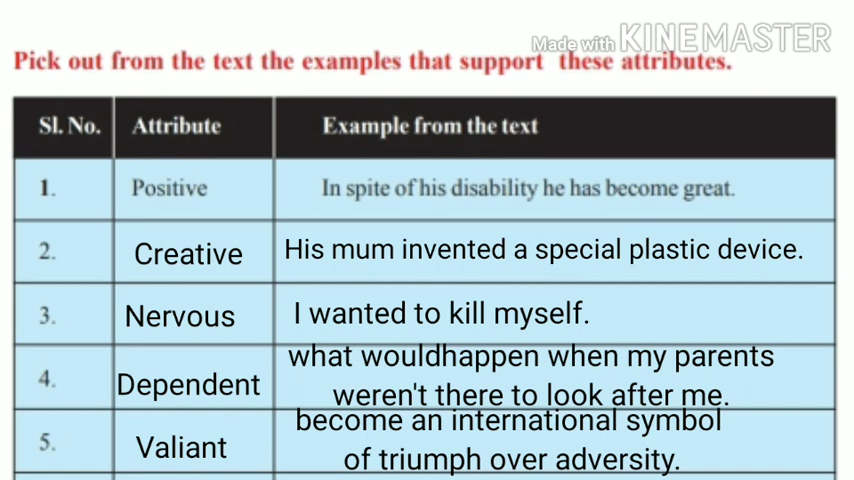 Made with KINEMASTER
Pick out from the text the examples that support these attributes.
Sl. No. Attribute Example from the text
1. Positive In spite of his disability he has become great.
2. Creative His mum invented a special plastic device.
3. Nervous I wanted to kill myself.
4. Dependent what wouldhappen when my parents
weren't there to look after me.
5. Valiant become an international symbol
of triumph over adversity.